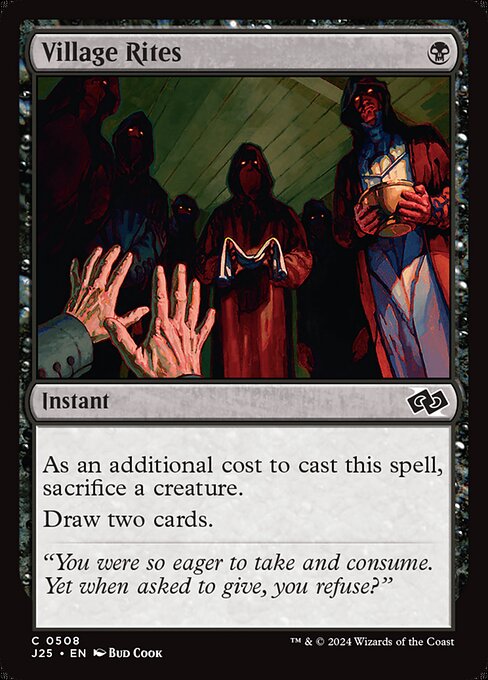 Village Rites
Instant
As an additional cost to cast this spell,
sacrifice a creature.
Draw two cards.
“You were so eager to take and consume.
Yet when asked to give, you refuse?”
C 0508
™ & © 2024 Wizards of the Coast
J25 • EN Bud Cook